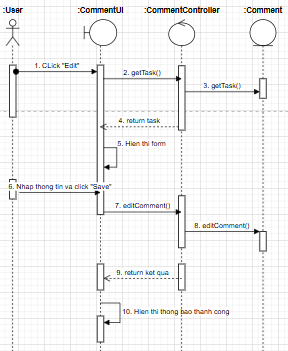 :User :CommentUI :CommentController :Comment
1. CLick "Edit"
2. getTask()
3. getTask()
4. return task
5. Hien thi form
6. Nhap thong tin va click "Save"
7. editComment()
8. editComment()
9. return ket qua
10. Hien thi thong bao thanh cong